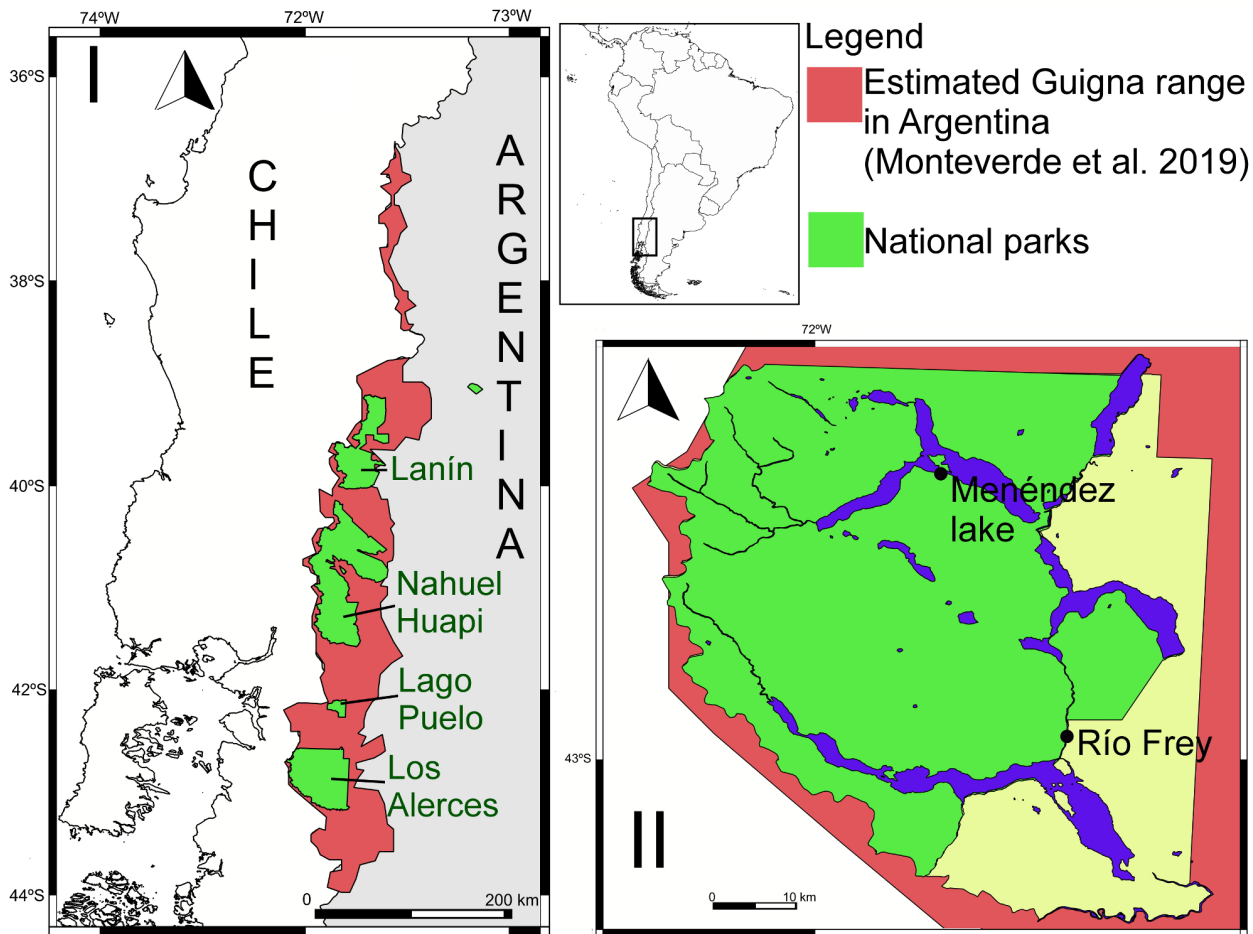 74ºW
72ºW
73ºW
36ºS
38ºS
40ºS
42ºS
44ºS
I
CHILE
ARGENTINA
Lanín
Nahuel
Huapi
Lago
Puelo
Los
Alerces
0
200 km
Legend
Estimated Guigna range
in Argentina
(Monteverde et al. 2019)
National parks
72ºW
43ºS
Menéndez
lake
Río Frey
II
0
10 km